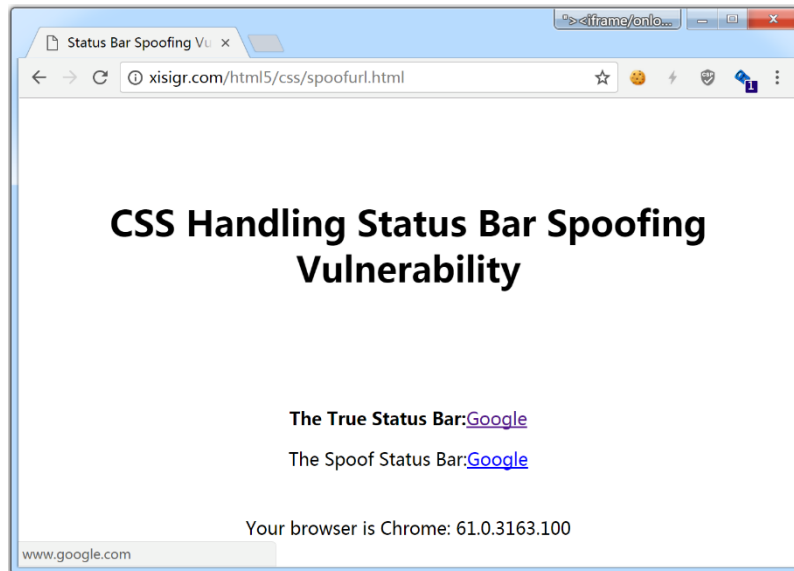 "><iframe/onlo...
Status Bar Spoofing Vu
xisigr.com/html5/css/spoofurl.html
1
CSS Handling Status Bar Spoofing
Vulnerability
The True Status Bar:Google
The Spoof Status Bar:Google
Your browser is Chrome: 61.0.3163.100
www.google.com